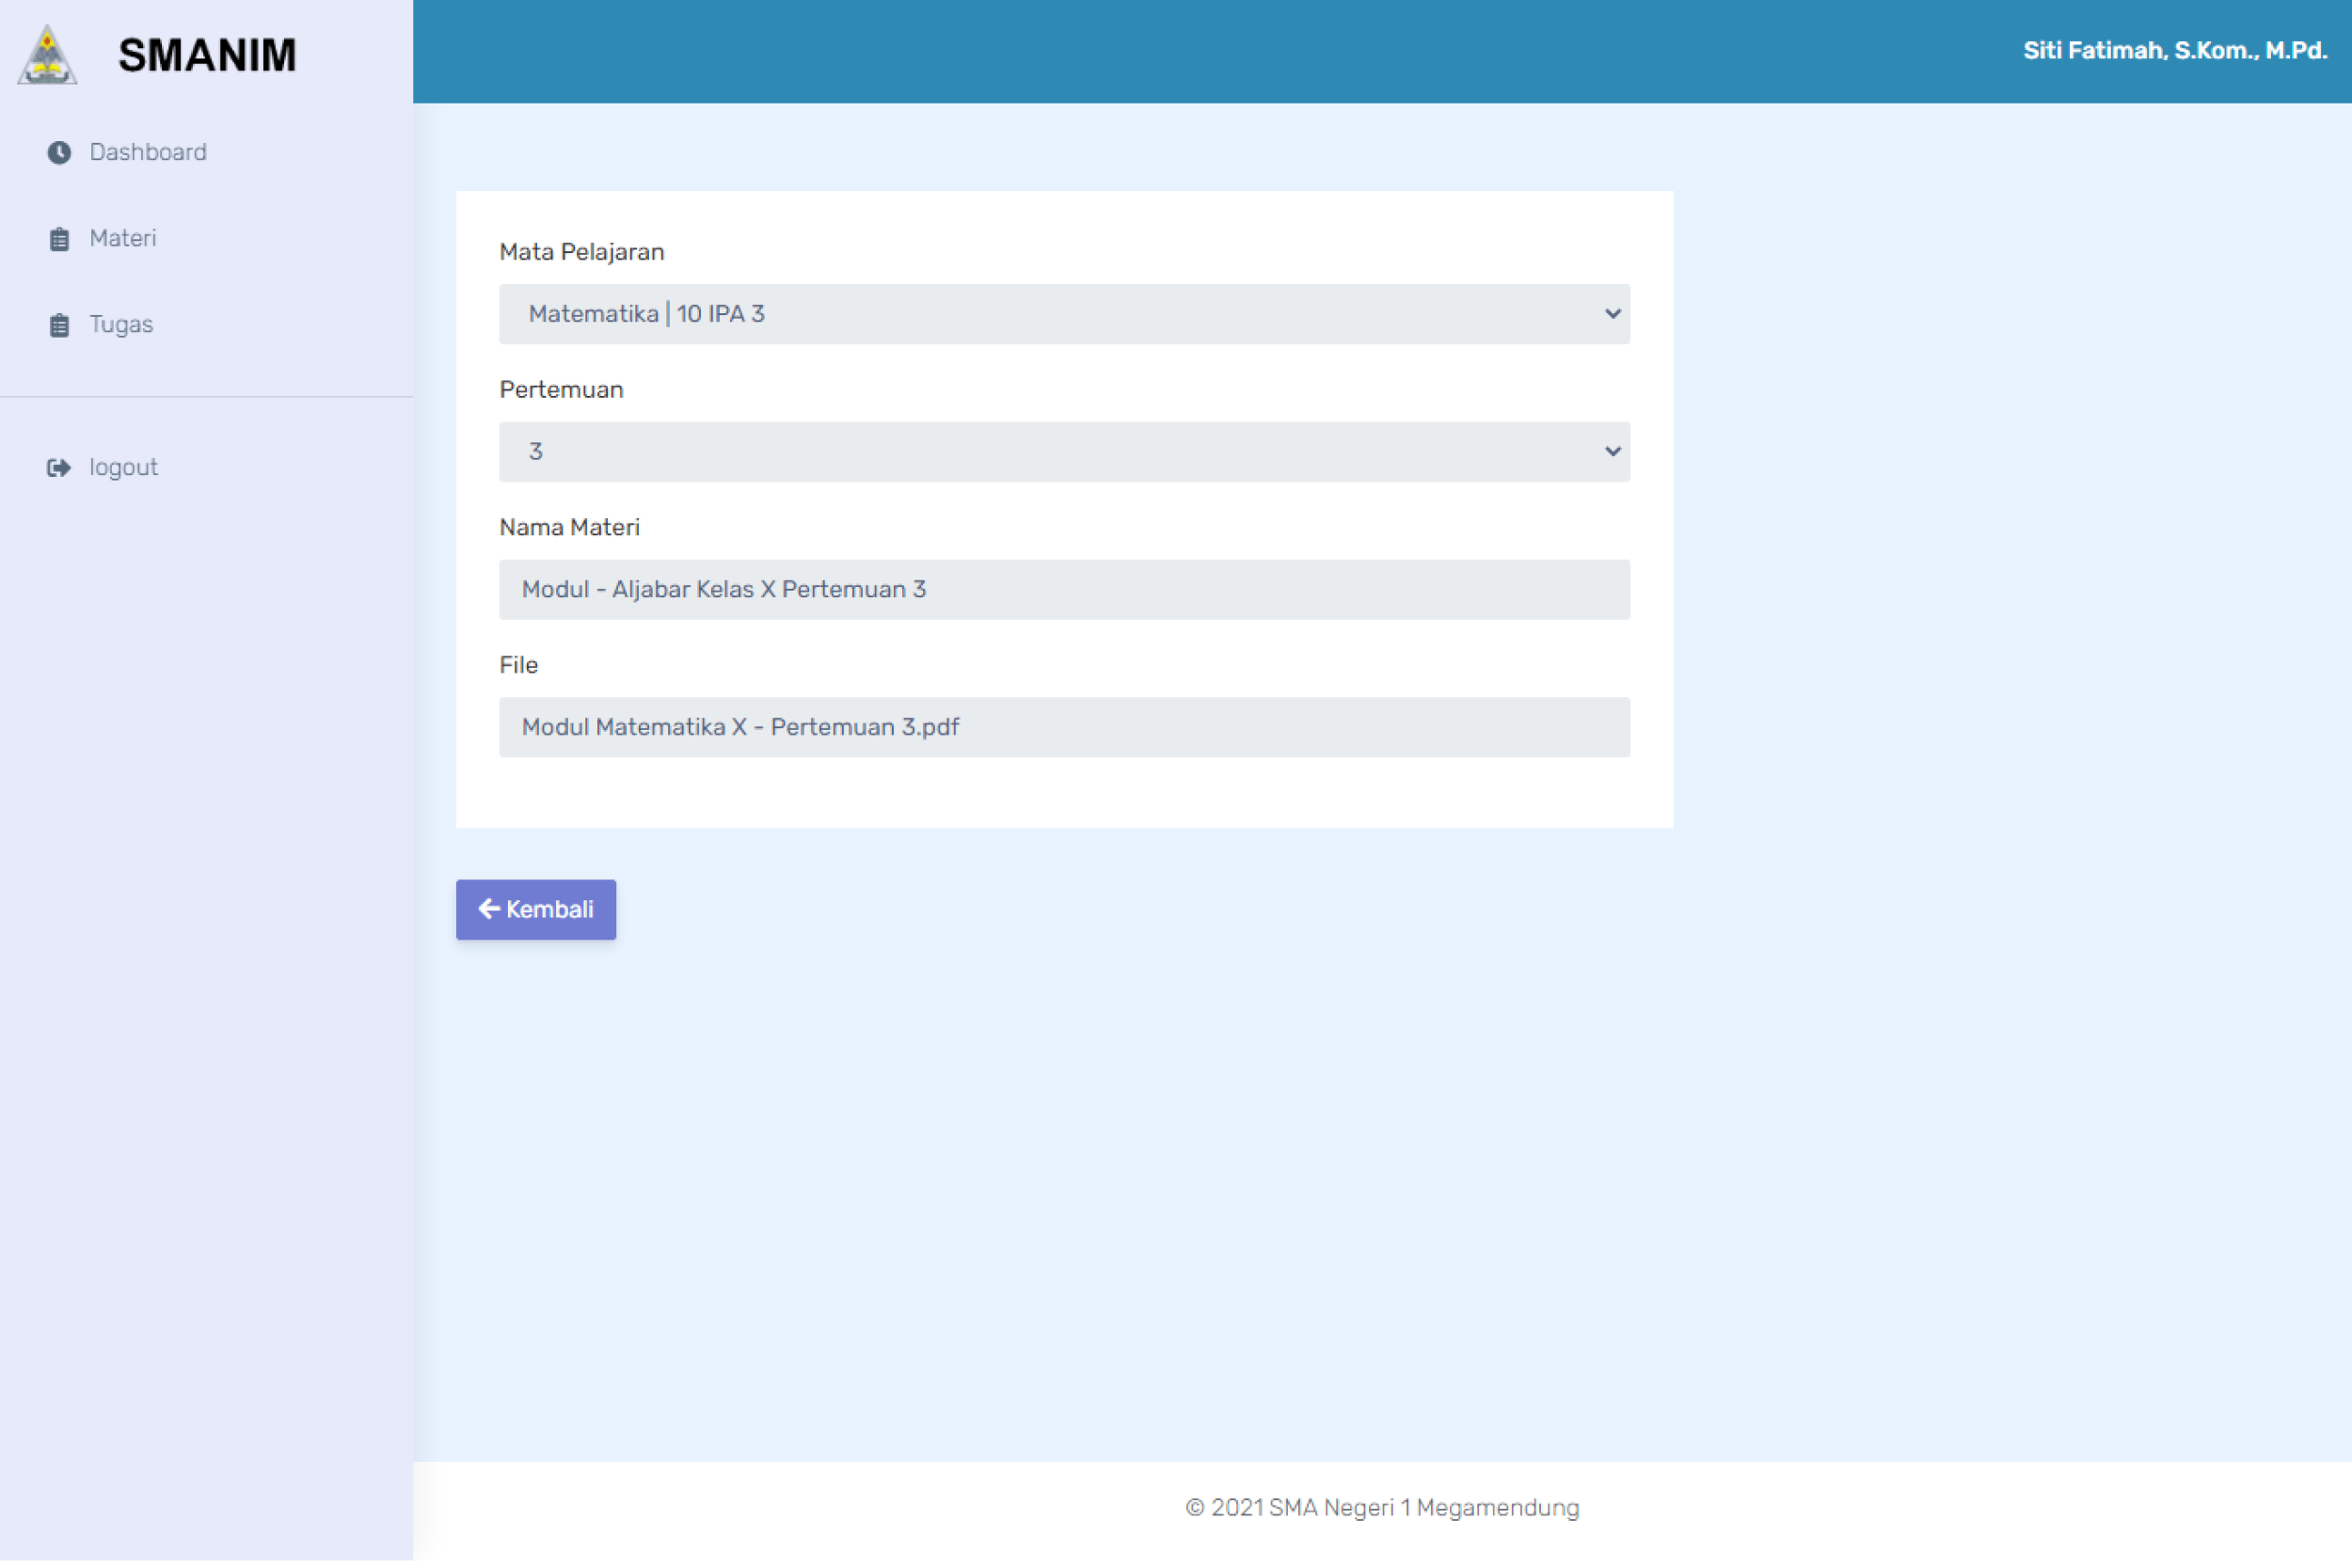 SMANIM
Siti Fatimah, S.Kom., M.Pd.
Dashboard
Materi
Tugas
logout
Mata Pelajaran
Matematika | 10 IPA 3
Pertemuan
3
Nama Materi
Modul - Aljabar Kelas X Pertemuan 3
File
Modul Matematika X - Pertemuan 3.pdf
Kembali
© 2021 SMA Negeri 1 Megamendung